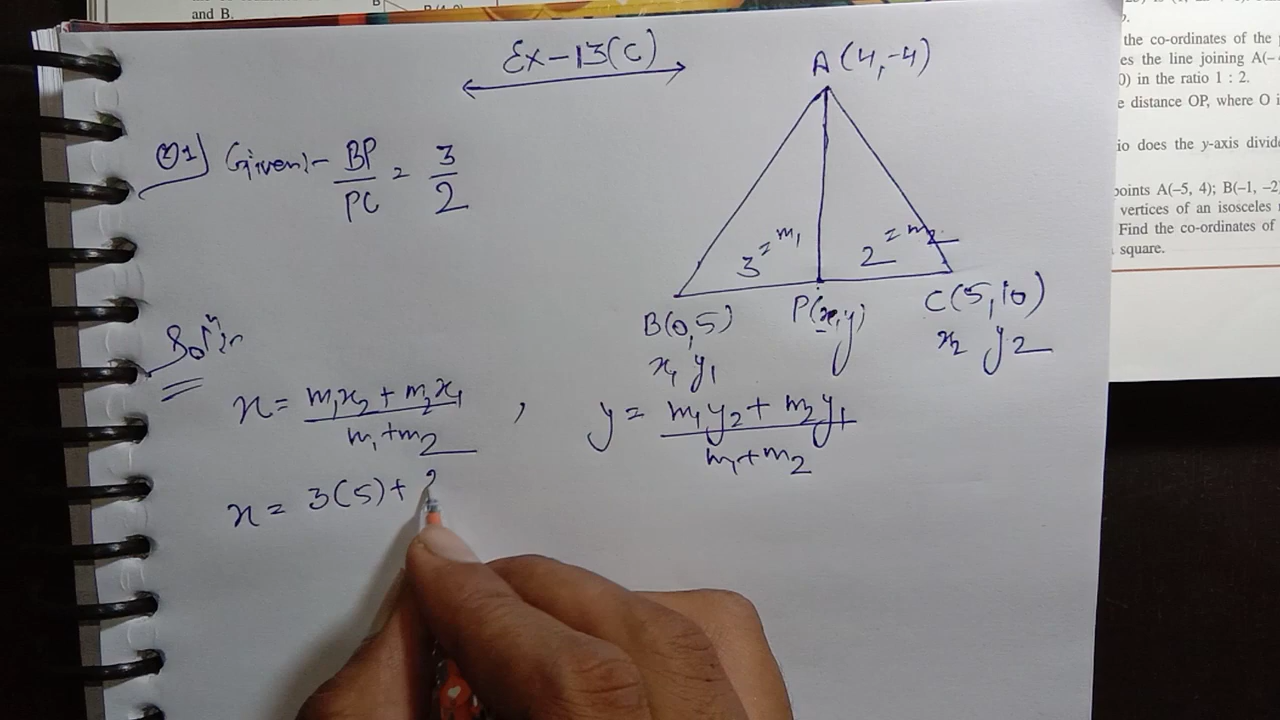 and B.
Ex-13(C)
A(4,-4)
Q1) Given:- BP/PC = 3/2
3 = m₁
2 = m₂
B(0,5)
P(x,y)
C(5,10)
x₁ y₁
x₂ y₂
Solⁿ:-
x = m₁x₂ + m₂x₁ / m₁+m₂ , y = m₁y₂ + m₂y₁ / m₁+m₂
x = 3(5)+
the co-ordinates of the
es the line joining A(-
0) in the ratio 1 : 2.
e distance OP, where O i
io does the y-axis divid
points A(–5, 4); B(–1, –2)
vertices of an isosceles
Find the co-ordinates of
square.